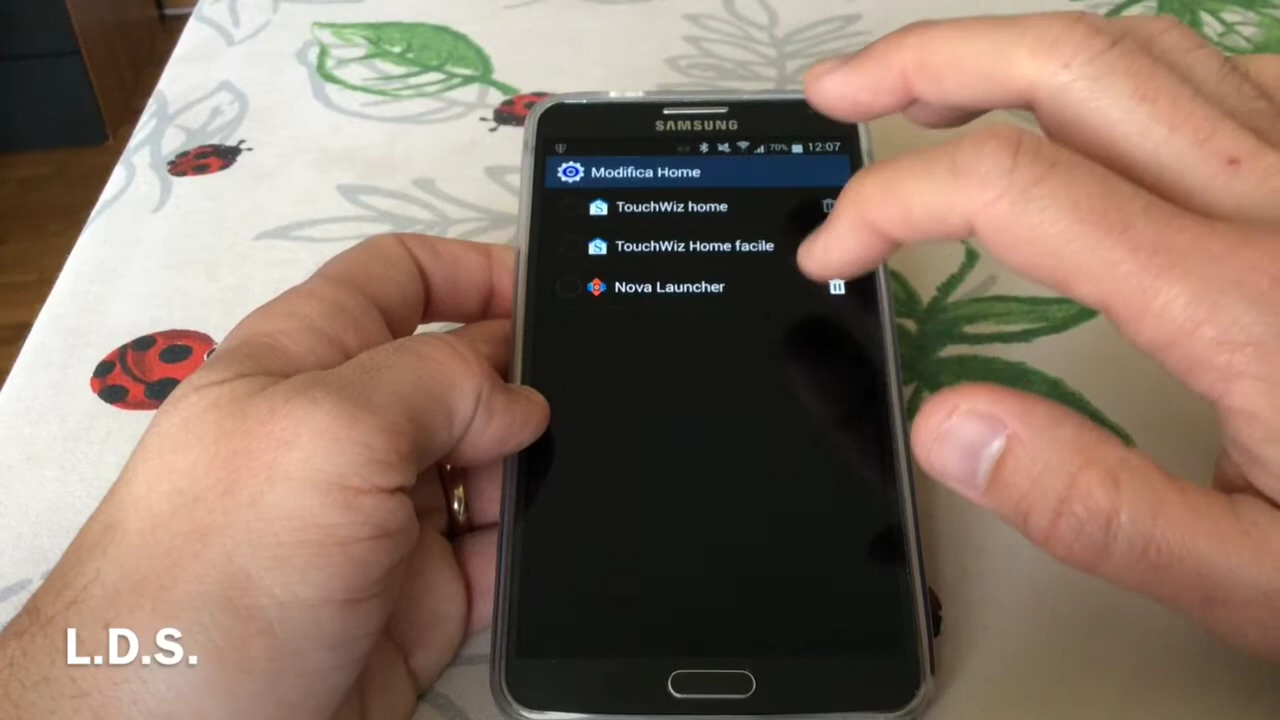 SAMSUNG
70% 12:07
Modifica Home
TouchWiz home
TouchWiz Home facile
Nova Launcher
L.D.S.